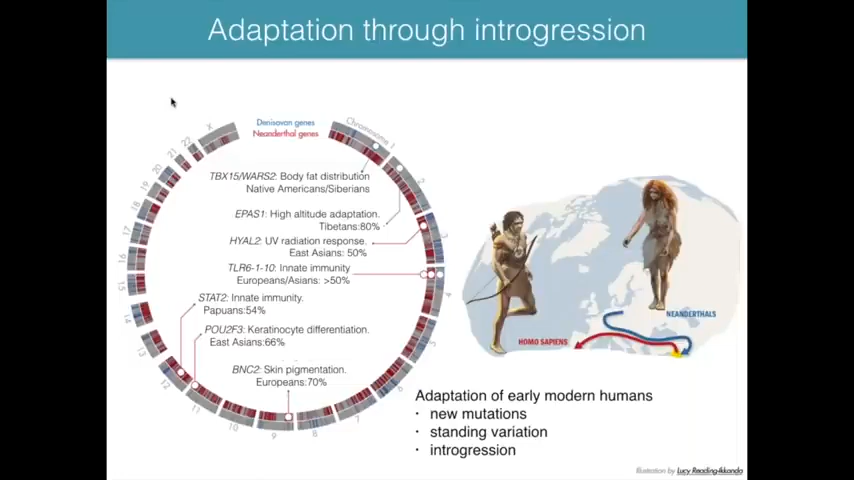 Adaptation through introgression
Denisovan genes
Neanderthal genes
Chromosome 1
2
3
4
5
6
7
8
9
10
11
12
13
14
15
16
17
18
19
20
21
22
X
TBX15/WARS2: Body fat distribution
Native Americans/Siberians
EPAS1: High altitude adaptation.
Tibetans:80%
HYAL2: UV radiation response.
East Asians: 50%
TLR6-1-10: Innate immunity
Europeans/Asians: >50%
STAT2: Innate immunity.
Papuans:54%
POU2F3: Keratinocyte differentiation.
East Asians:66%
BNC2: Skin pigmentation.
Europeans:70%
NEANDERTHALS
HOMO SAPIENS
Adaptation of early modern humans
· new mutations
· standing variation
· introgression
Illustration by Lucy Reading-Ikkanda